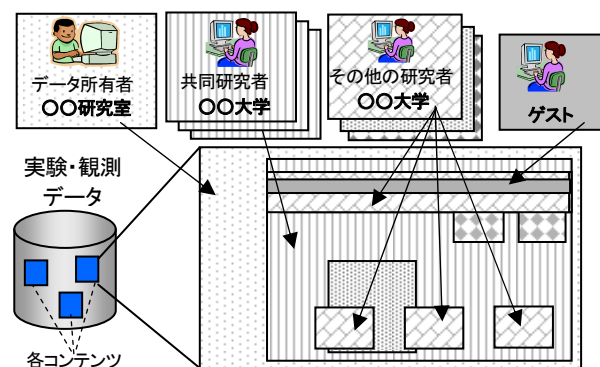 データ所有者
〇〇研究室
共同研究者
〇〇大学
その他の研究者
〇〇大学
ゲスト
実験・観測
データ
各コンテンツ